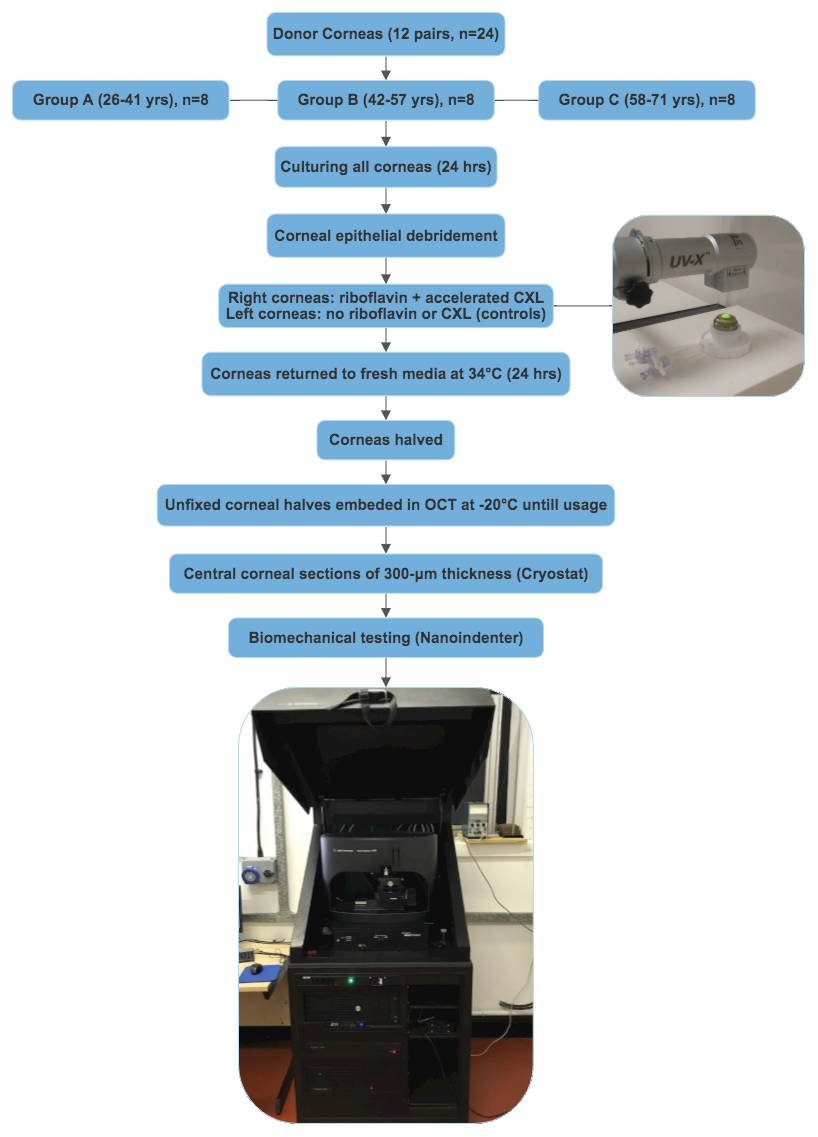 Donor Corneas (12 pairs, n=24)
Group A (26-41 yrs), n=8
Group B (42-57 yrs), n=8
Group C (58-71 yrs), n=8
Culturing all corneas (24 hrs)
Corneal epithelial debridement
Right corneas: riboflavin + accelerated CXL
Left corneas: no riboflavin or CXL (controls)
UV-X™
Corneas returned to fresh media at 34°C (24 hrs)
Corneas halved
Unfixed corneal halves embeded in OCT at -20°C untill usage
Central corneal sections of 300-µm thickness (Cryostat)
Biomechanical testing (Nanoindenter)